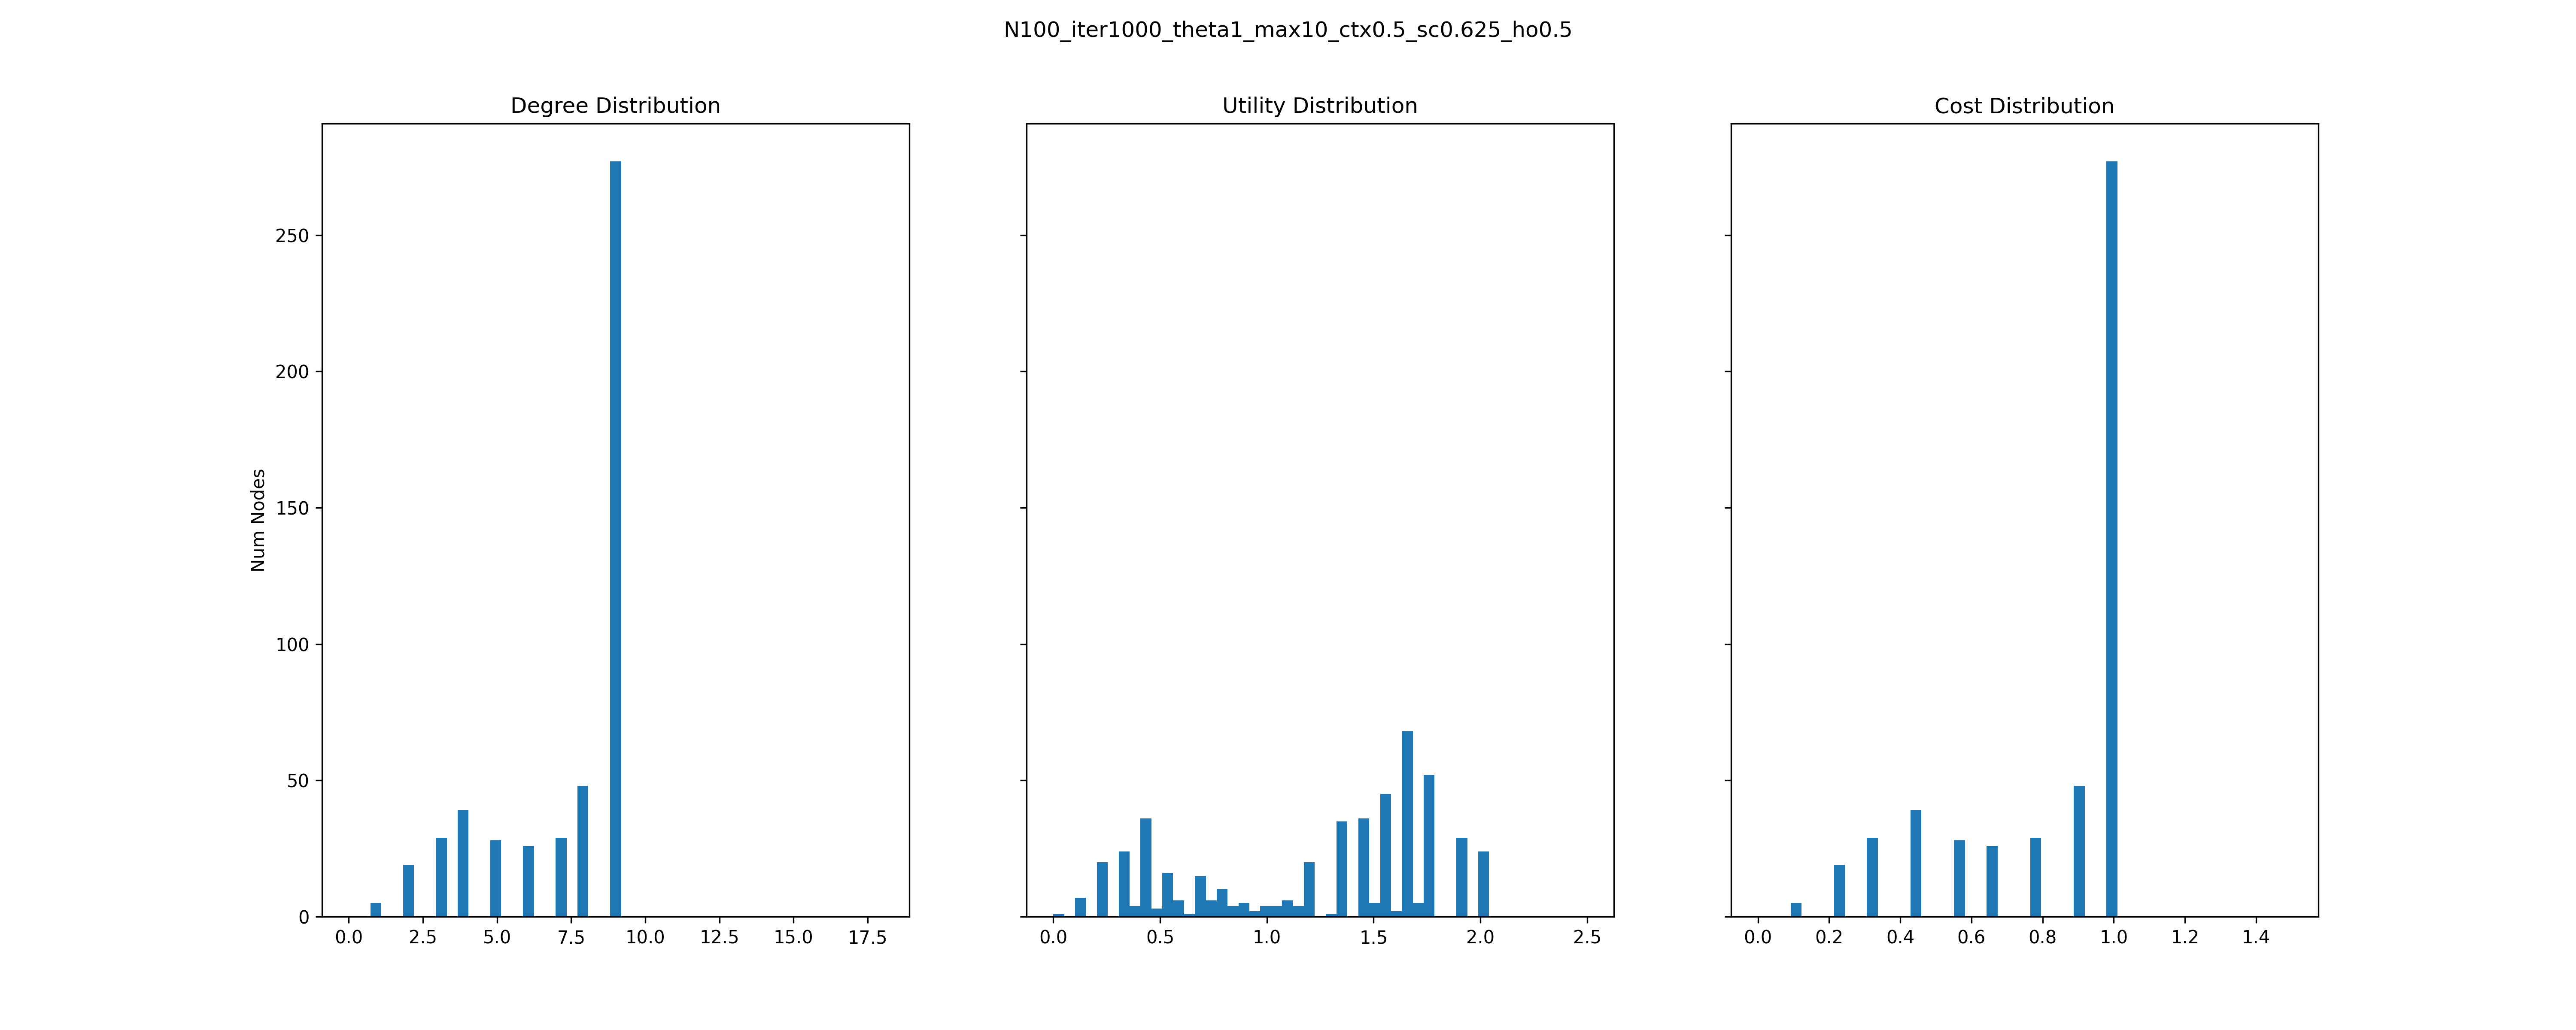 N100_iter1000_theta1_max10_ctx0.5_sc0.625_ho0.5
Degree Distribution
Num Nodes
250
200
150
100
50
0
0.0 2.5 5.0 7.5 10.0 12.5 15.0 17.5
Utility Distribution
0.0 0.5 1.0 1.5 2.0 2.5
Cost Distribution
0.0 0.2 0.4 0.6 0.8 1.0 1.2 1.4